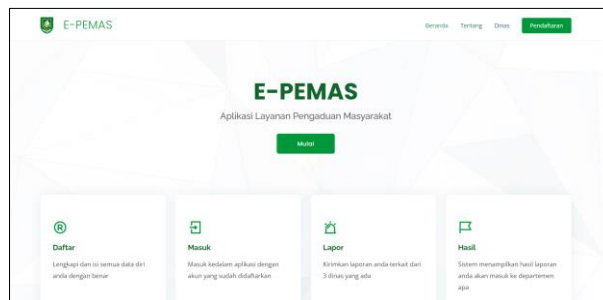 E-PEMAS
Beranda Tentang Dinas Pendaftaran
E-PEMAS
Aplikasi Layanan Pengaduan Masyarakat
Mulai
Daftar
Lengkapi dan isi semua data diri
anda dengan benar
Masuk
Masuk kedalam aplikasi dengan
akun yang sudah didaftarkan
Lapor
Kirimkan laporan anda terkait dari
3 dinas yang ada
Hasil
Sistem menampilkan hasil laporan
anda akan masuk ke departemen
apa